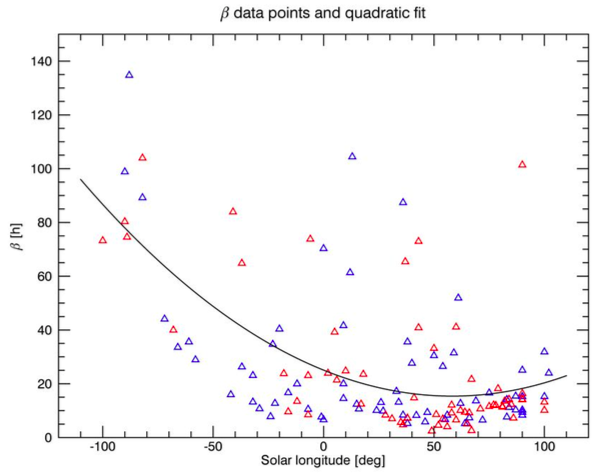 β data points and quadratic fit
140
120
100
80
60
40
20
0
β [h]
-100 -50 0 50 100
Solar longitude [deg]